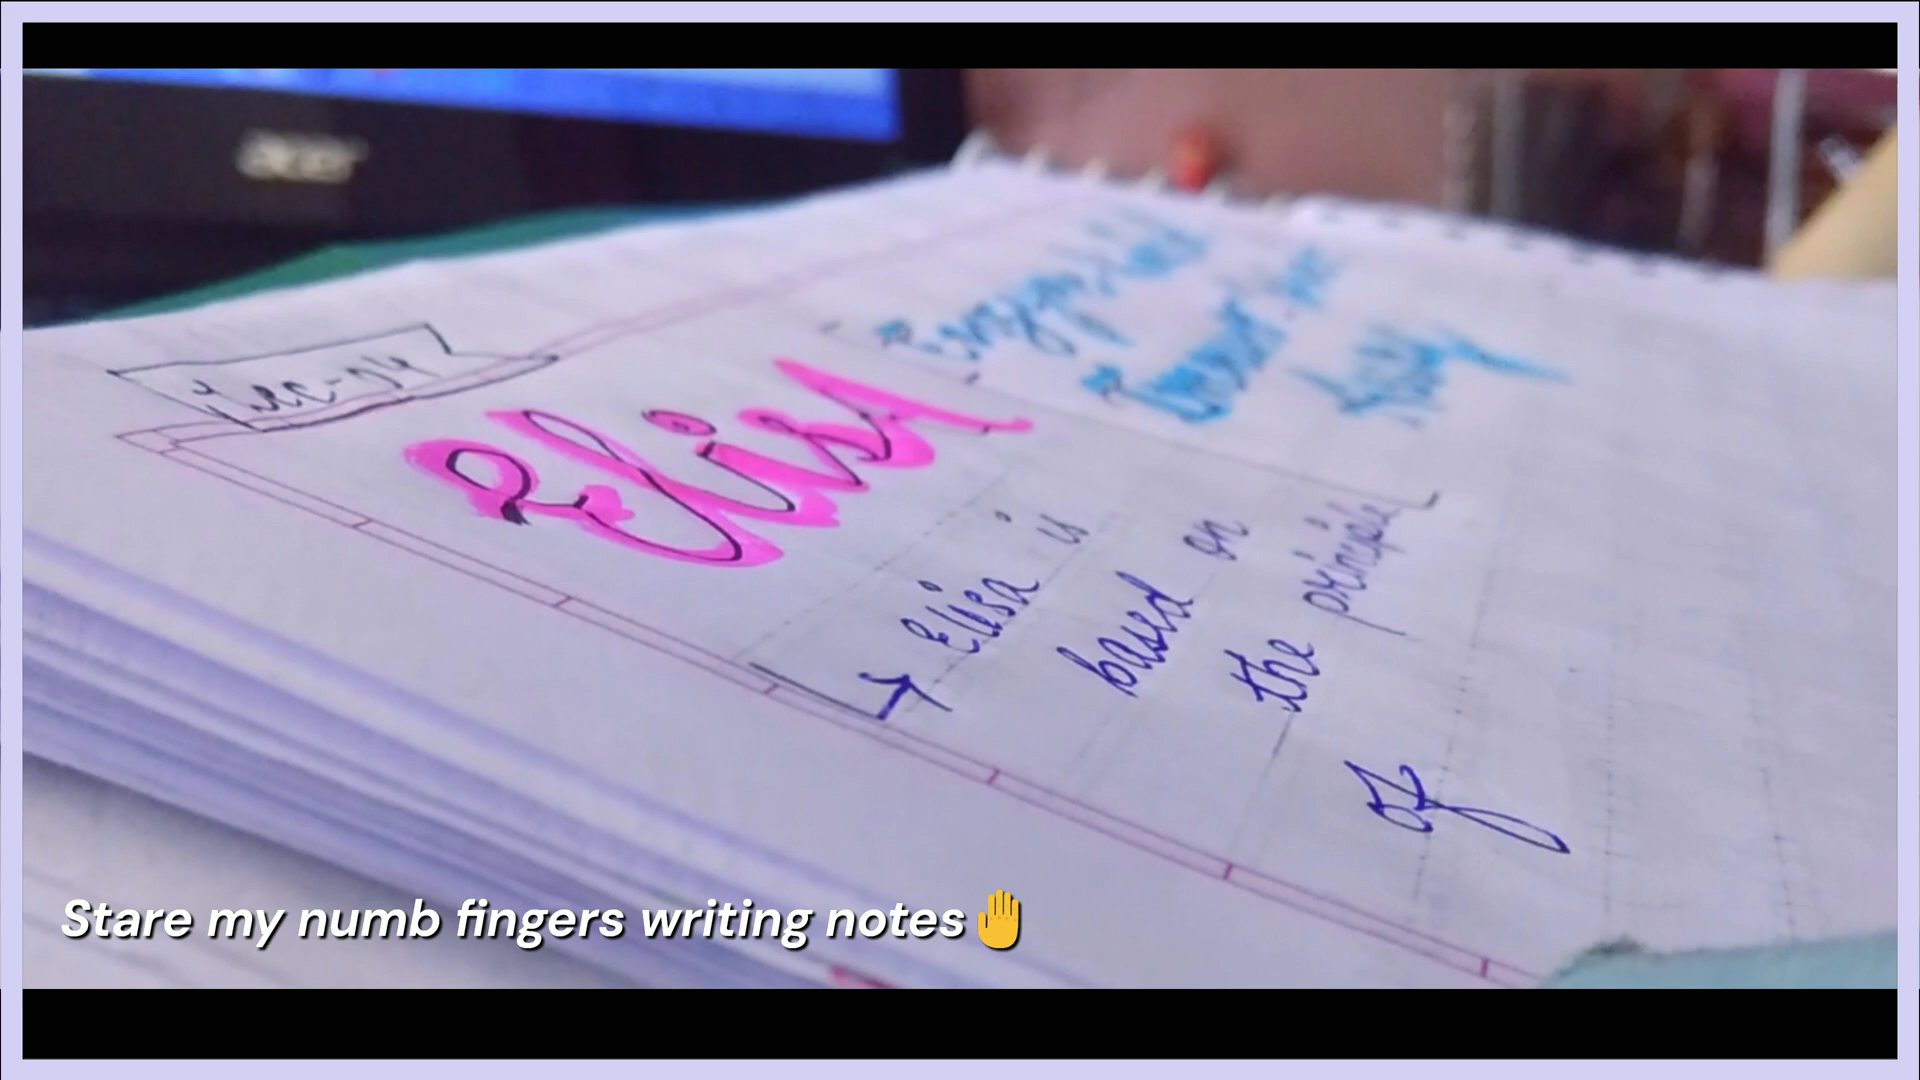 acer
Lec-04
Elisa
Elisa is
based on
the principle
of
Stare my numb fingers writing notes🤚